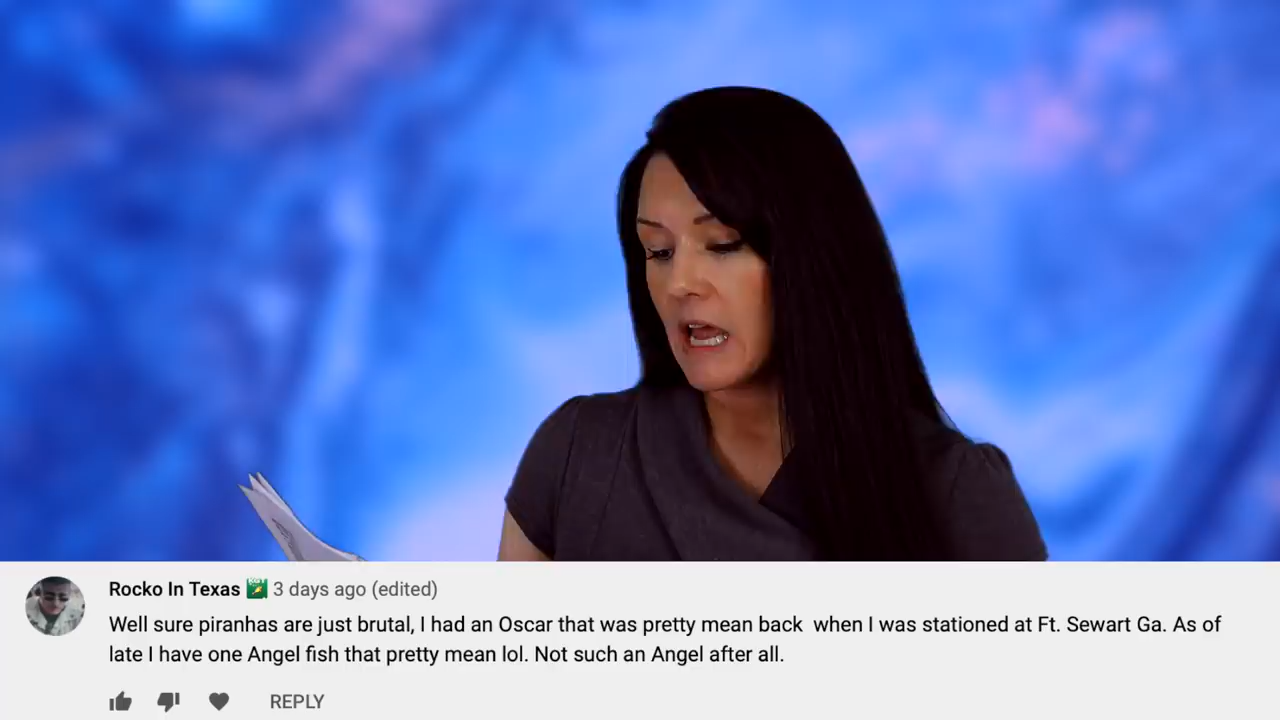 Rocko In Texas 3 days ago (edited)
Well sure piranhas are just brutal, I had an Oscar that was pretty mean back  when I was stationed at Ft. Sewart Ga. As of
late I have one Angel fish that pretty mean lol. Not such an Angel after all.
REPLY